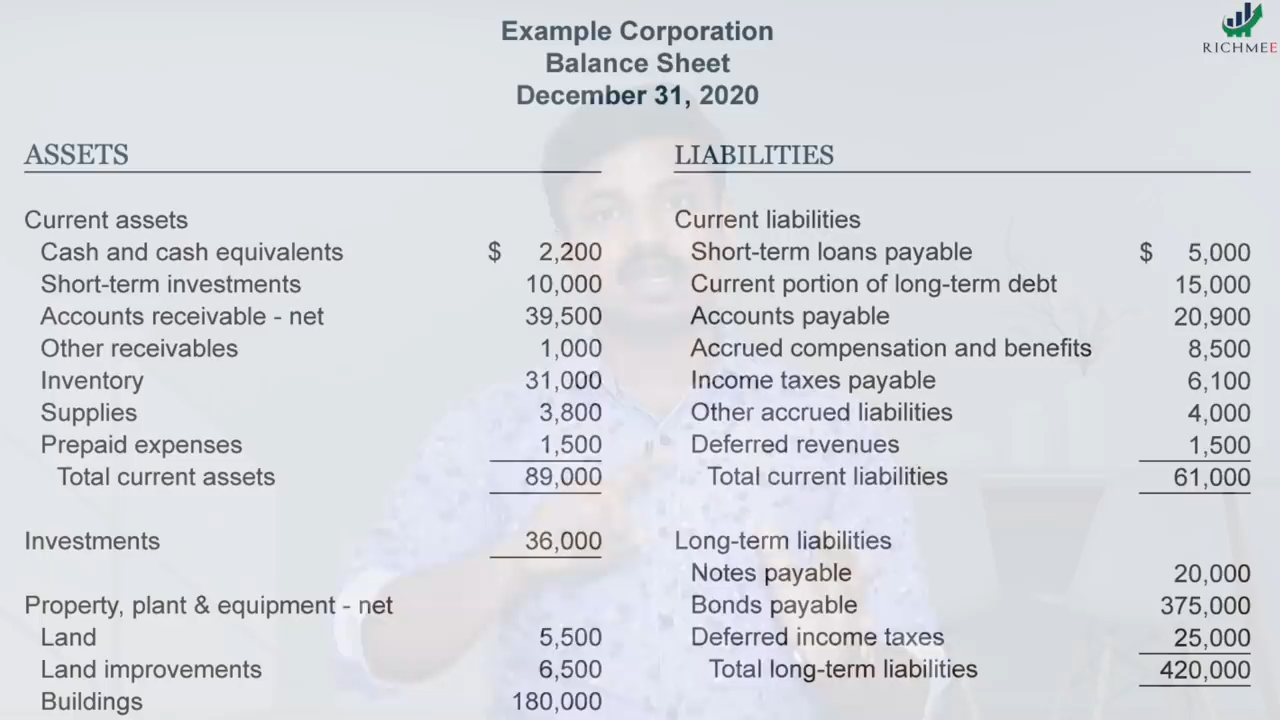 Example Corporation
Balance Sheet
December 31, 2020
RICHMEE
ASSETS
Current assets
Cash and cash equivalents $ 2,200
Short-term investments 10,000
Accounts receivable - net 39,500
Other receivables 1,000
Inventory 31,000
Supplies 3,800
Prepaid expenses 1,500
Total current assets 89,000
Investments 36,000
Property, plant & equipment - net
Land 5,500
Land improvements 6,500
Buildings 180,000
LIABILITIES
Current liabilities
Short-term loans payable $ 5,000
Current portion of long-term debt 15,000
Accounts payable 20,900
Accrued compensation and benefits 8,500
Income taxes payable 6,100
Other accrued liabilities 4,000
Deferred revenues 1,500
Total current liabilities 61,000
Long-term liabilities
Notes payable 20,000
Bonds payable 375,000
Deferred income taxes 25,000
Total long-term liabilities 420,000